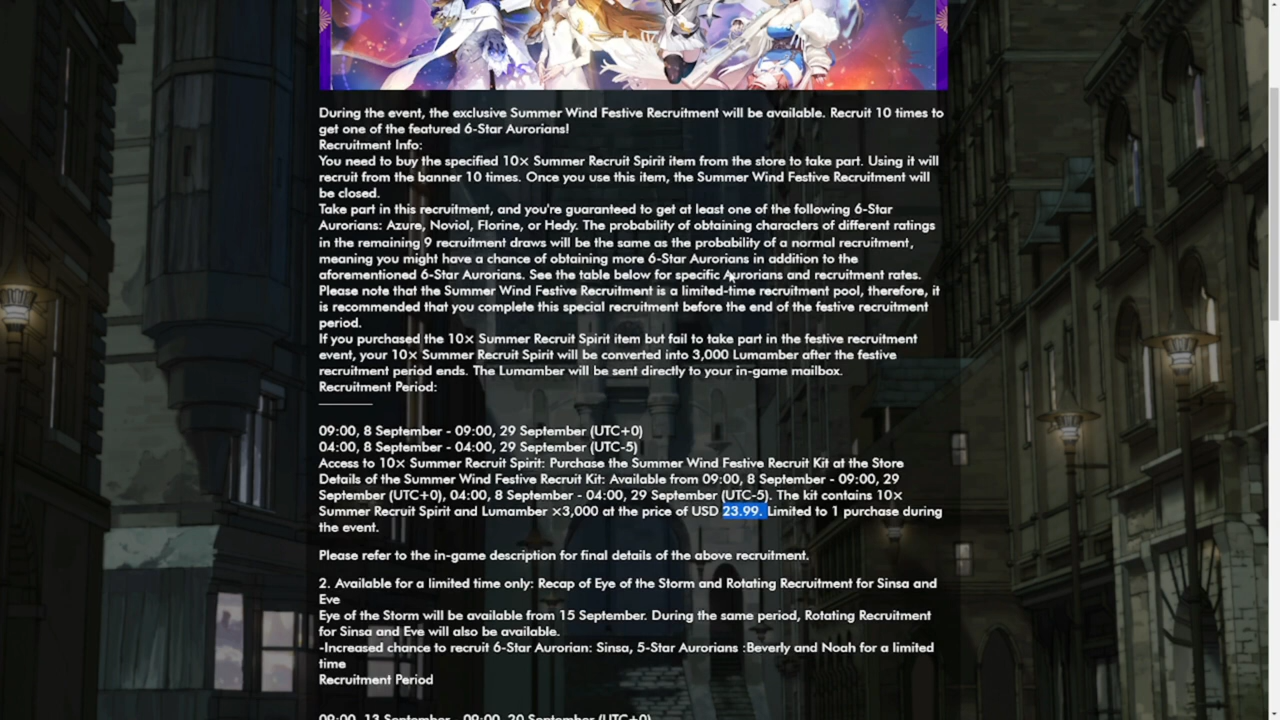 During the event, the exclusive Summer Wind Festive Recruitment will be available. Recruit 10 times to
get one of the featured 6-Star Aurorians!
Recruitment Info:
You need to buy the specified 10× Summer Recruit Spirit item from the store to take part. Using it will
recruit from the banner 10 times. Once you use this item, the Summer Wind Festive Recruitment will
be closed.
Take part in this recruitment, and you're guaranteed to get at least one of the following 6-Star
Aurorians: Azure, Noviol, Florine, or Hedy. The probability of obtaining characters of different ratings
in the remaining 9 recruitment draws will be the same as the probability of a normal recruitment,
meaning you might have a chance of obtaining more 6-Star Aurorians in addition to the
aforementioned 6-Star Aurorians. See the table below for specific Aurorians and recruitment rates.
Please note that the Summer Wind Festive Recruitment is a limited-time recruitment pool, therefore, it
is recommended that you complete this special recruitment before the end of the festive recruitment
period.
If you purchased the 10× Summer Recruit Spirit item but fail to take part in the festive recruitment
event, your 10× Summer Recruit Spirit will be converted into 3,000 Lumamber after the festive
recruitment period ends. The Lumamber will be sent directly to your in-game mailbox.
Recruitment Period:
09:00, 8 September - 09:00, 29 September (UTC+0)
04:00, 8 September - 04:00, 29 September (UTC-5)
Access to 10× Summer Recruit Spirit: Purchase the Summer Wind Festive Recruit Kit at the Store
Details of the Summer Wind Festive Recruit Kit: Available from 09:00, 8 September - 09:00, 29
September (UTC+0), 04:00, 8 September - 04:00, 29 September (UTC-5). The kit contains 10×
Summer Recruit Spirit and Lumamber ×3,000 at the price of USD 23.99. Limited to 1 purchase during
the event.
Please refer to the in-game description for final details of the above recruitment.
2. Available for a limited time only: Recap of Eye of the Storm and Rotating Recruitment for Sinsa and
Eve
Eye of the Storm will be available from 15 September. During the same period, Rotating Recruitment
for Sinsa and Eve will also be available.
-Increased chance to recruit 6-Star Aurorian: Sinsa, 5-Star Aurorians :Beverly and Noah for a limited
time
Recruitment Period
09:00, 13 September - 09:00, 20 September (UTC+0)